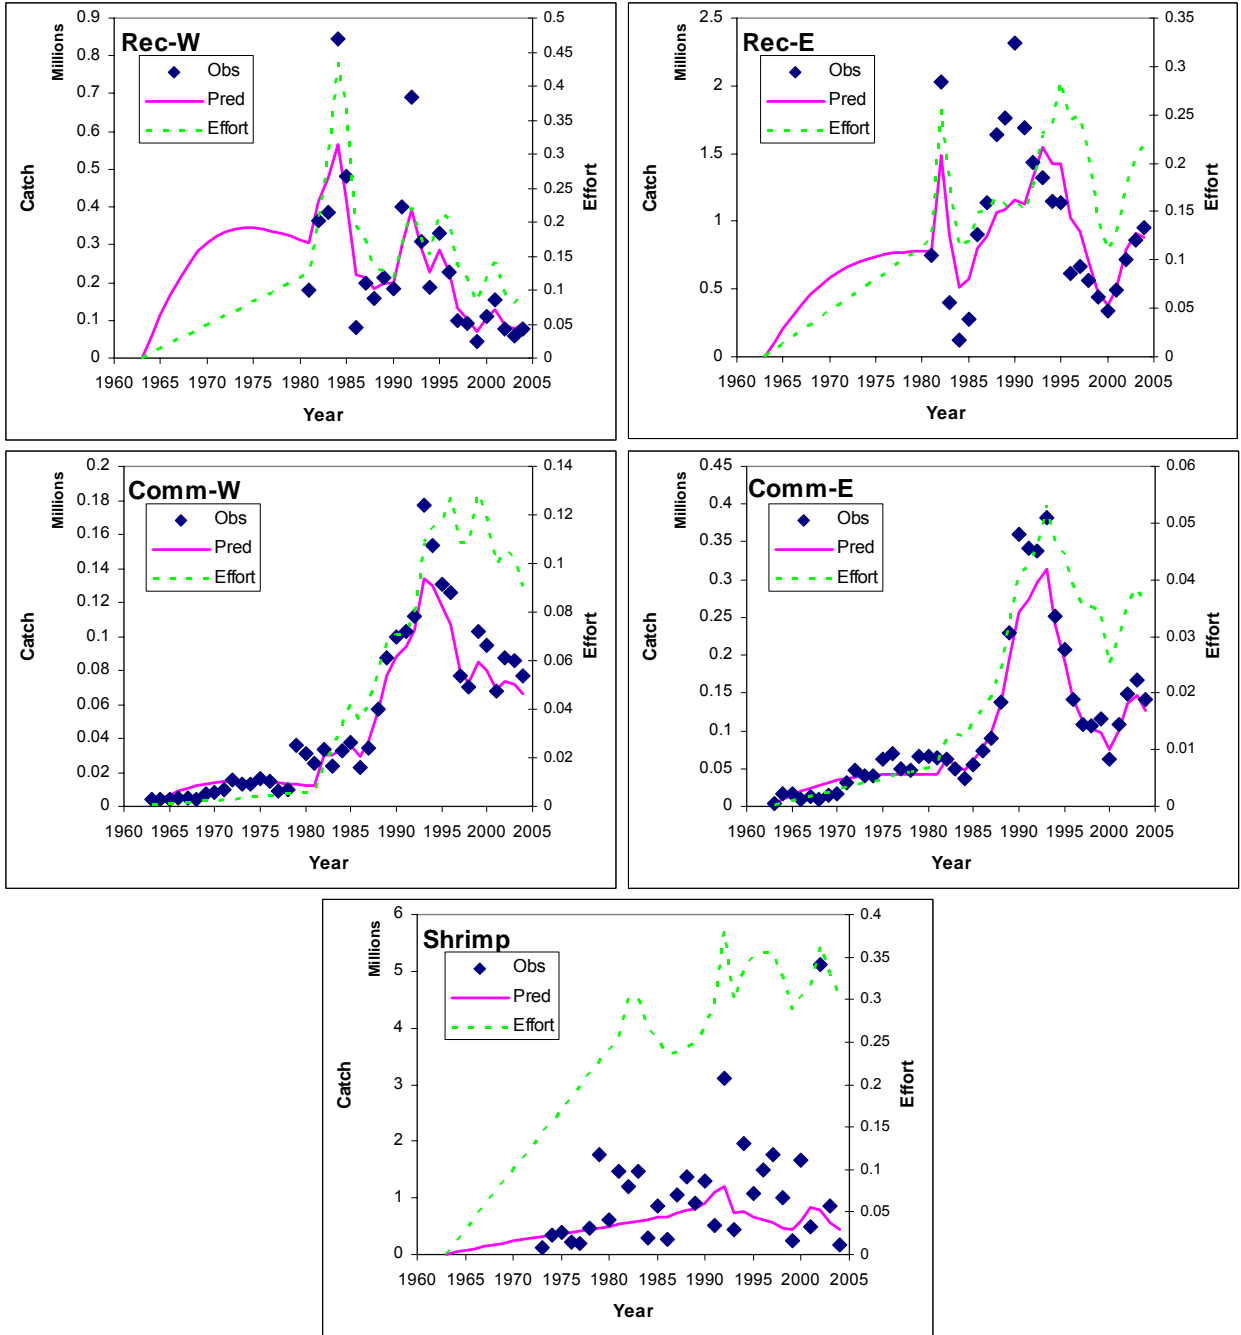 Rec-W
Millions
Obs
Pred
Effort
0.9
0.8
0.7
0.6
0.5
0.4
0.3
0.2
0.1
0
0.5
0.45
0.4
0.35
0.3
0.25
0.2
0.15
0.1
0.05
0
Catch
Effort
1960 1965 1970 1975 1980 1985 1990 1995 2000 2005
Year
Rec-E
Millions
Obs
Pred
Effort
2.5
2
1.5
1
0.5
0
0.35
0.3
0.25
0.2
0.15
0.1
0.05
0
Catch
Effort
1960 1965 1970 1975 1980 1985 1990 1995 2000 2005
Year
Comm-W
Millions
Obs
Pred
Effort
0.2
0.18
0.16
0.14
0.12
0.1
0.08
0.06
0.04
0.02
0
0.14
0.12
0.1
0.08
0.06
0.04
0.02
0
Catch
Effort
1960 1965 1970 1975 1980 1985 1990 1995 2000 2005
Year
Comm-E
Millions
Obs
Pred
Effort
0.45
0.4
0.35
0.3
0.25
0.2
0.15
0.1
0.05
0
0.06
0.05
0.04
0.03
0.02
0.01
0
Catch
Effort
1960 1965 1970 1975 1980 1985 1990 1995 2000 2005
Year
Shrimp
Millions
Obs
Pred
Effort
6
5
4
3
2
1
0
0.4
0.35
0.3
0.25
0.2
0.15
0.1
0.05
0
Catch
Effort
1960 1965 1970 1975 1980 1985 1990 1995 2000 2005
Year